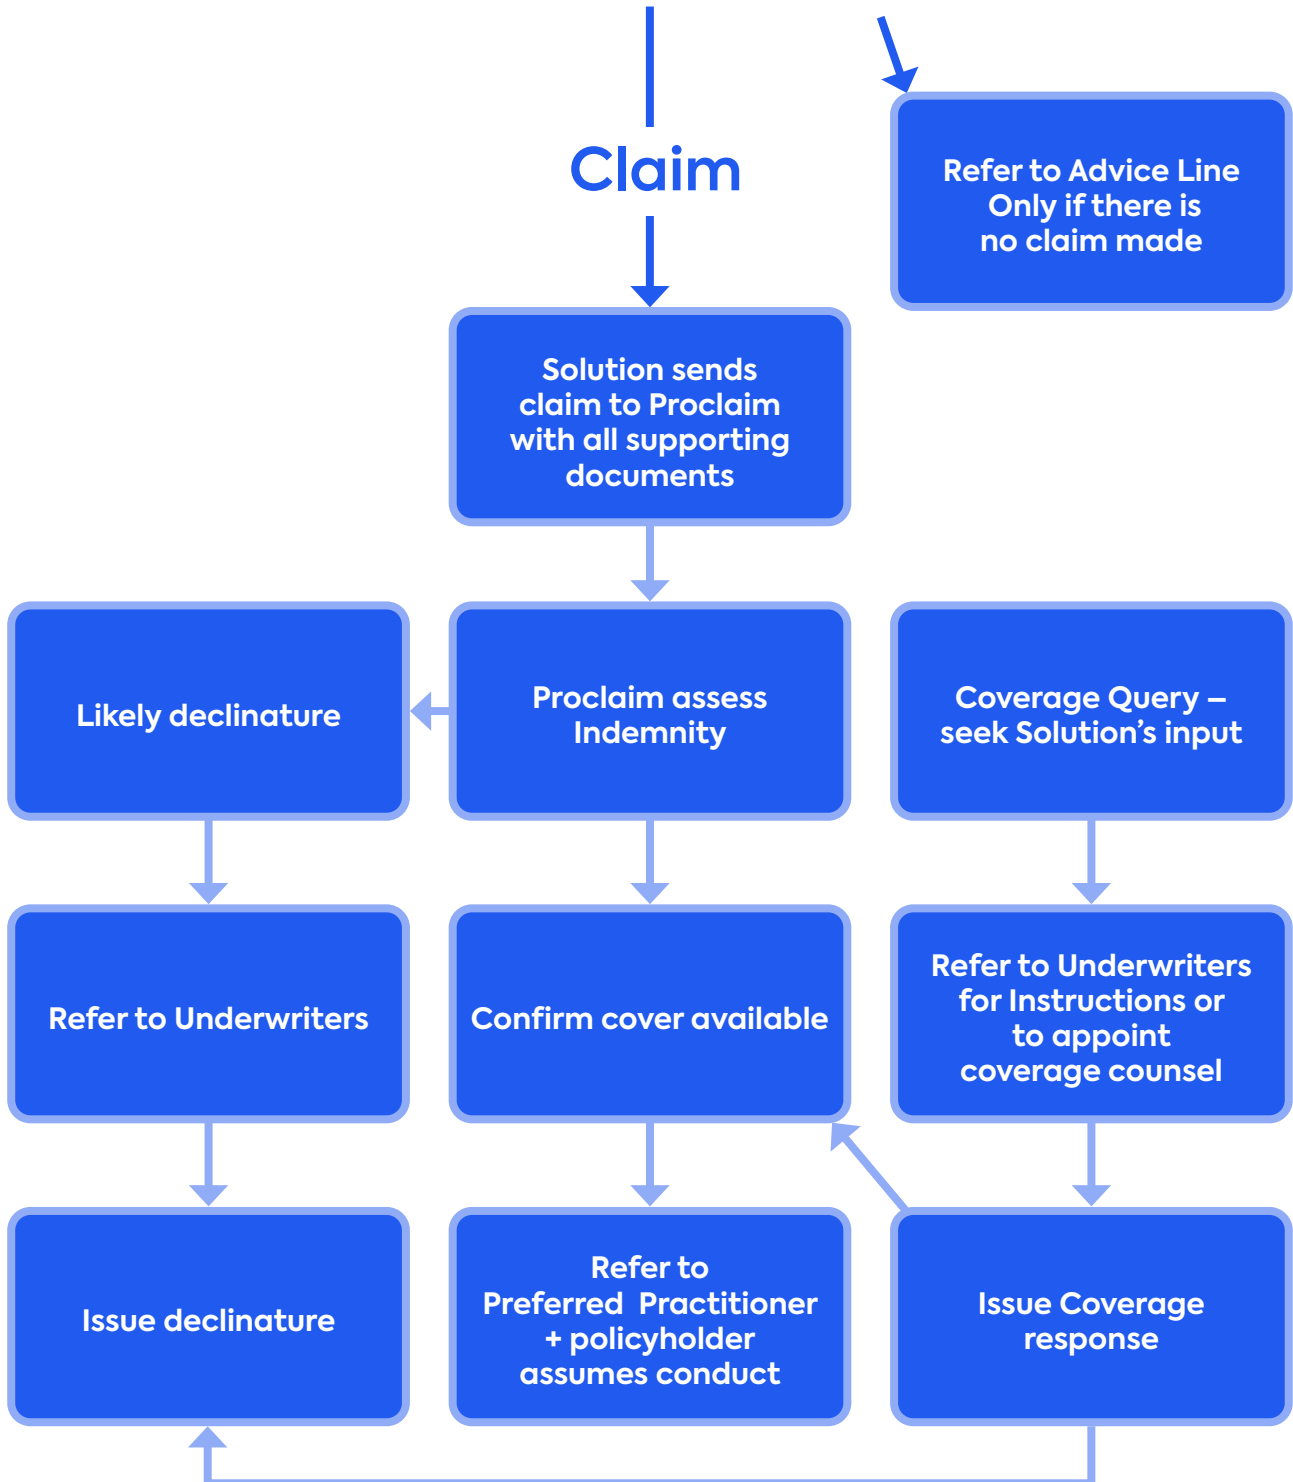 Claim
Refer to Advice Line
Only if there is
no claim made
Solution sends
claim to Proclaim
with all supporting
documents
Likely declinature
Proclaim assess
Indemnity
Coverage Query –
seek Solution’s input
Refer to Underwriters
Confirm cover available
Refer to Underwriters
for Instructions or
to appoint
coverage counsel
Issue declinature
Refer to
Preferred Practitioner
+ policyholder
assumes conduct
Issue Coverage
response